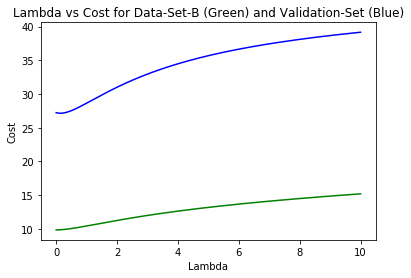 Lambda vs Cost for Data-Set-B (Green) and Validation-Set (Blue)
40
35
30
25
20
15
10
Cost
0 2 4 6 8 10
Lambda